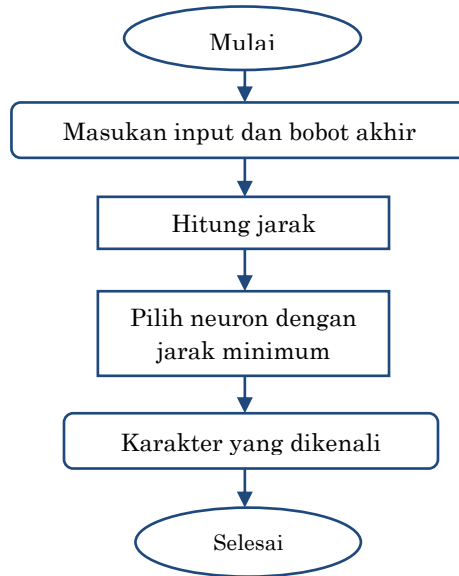 Mulai
Masukan input dan bobot akhir
Hitung jarak
Pilih neuron dengan
jarak minimum
Karakter yang dikenali
Selesai